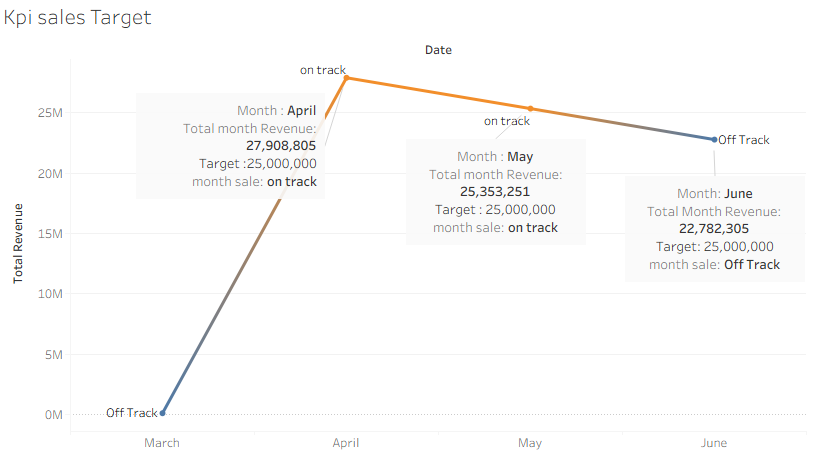 Kpi sales Target
Date
on track
Month : April
Total month Revenue:
27,908,805
Target :25,000,000
month sale: on track
on track
Month : May
Total month Revenue:
25,353,251
Target : 25,000,000
month sale: on track
Off Track
Month: June
Total Month Revenue:
22,782,305
Target: 25,000,000
month sale: Off Track
Total Revenue
25M
20M
15M
10M
5M
0M
Off Track
March
April
May
June